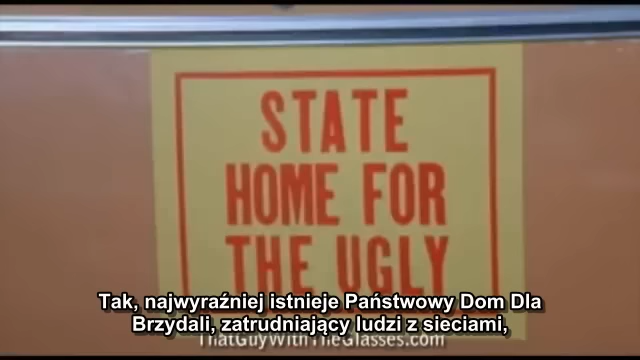 STATE
HOME FOR
THE UGLY
Tak, najwyraźniej istnieje Państwowy Dom Dla
Brzydali, zatrudniający ludzi z sieciami,
ThatGuyWithTheGlasses.com